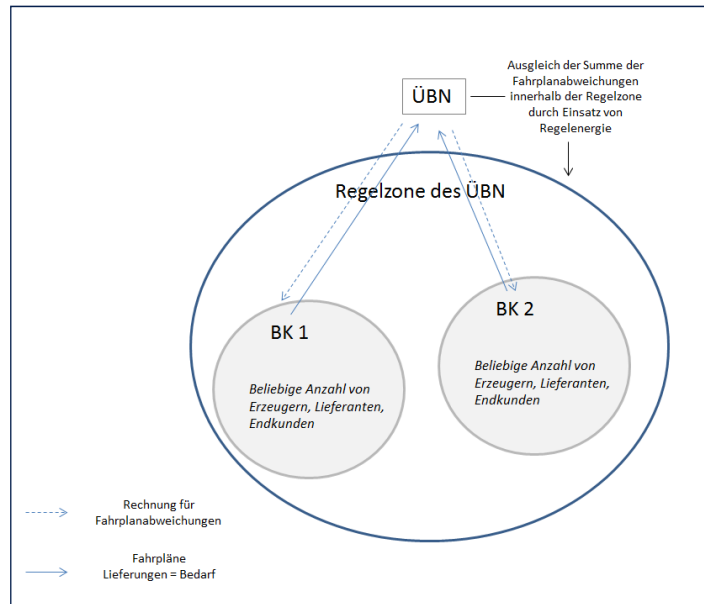 Ausgleich der Summe der
Fahrplanabweichungen
innerhalb der Regelzone
durch Einsatz von
Regelenergie
ÜBN
Regelzone des ÜBN
BK 1
Beliebige Anzahl von
Erzeugern, Lieferanten,
Endkunden
BK 2
Beliebige Anzahl von
Erzeugern, Lieferanten,
Endkunden
Rechnung für
Fahrplanabweichungen
Fahrpläne
Lieferungen = Bedarf